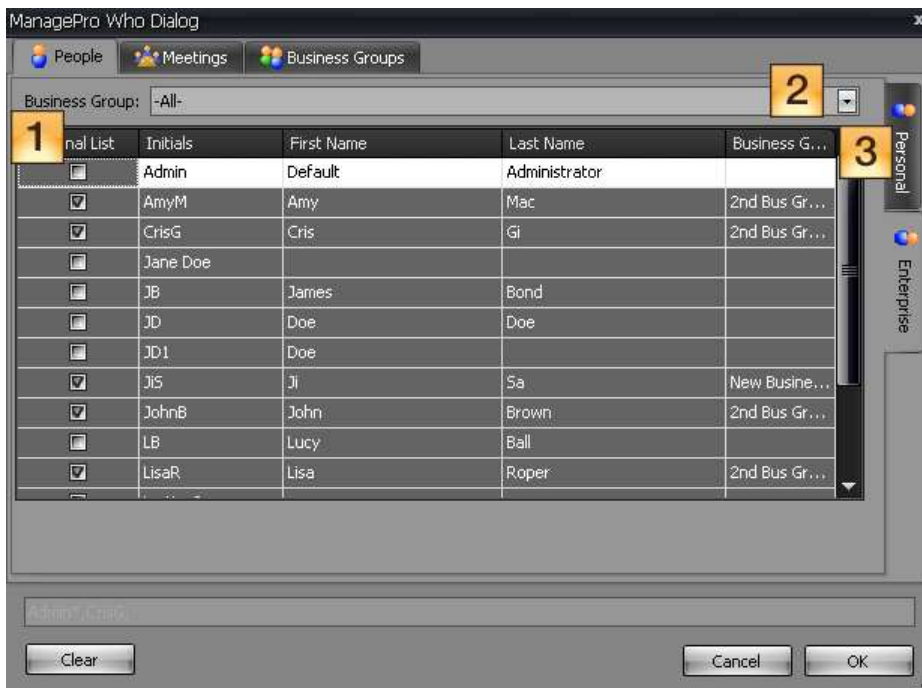 ManagePro Who Dialog x
People Meetings Business Groups
Business Group: -All- 2
1 nal List Initials First Name Last Name Business G... 3
Admin Default Administrator
AmyM Amy Mac 2nd Bus Gr...
CrisG Cris Gi 2nd Bus Gr...
Jane Doe
JB James Bond
JD Doe Doe
JD1 Doe
JiS Ji Sa New Busine...
JohnB John Brown 2nd Bus Gr...
LB Lucy Ball
LisaR Lisa Roper 2nd Bus Gr...
Personal
Enterprise
Admin*,CrisG,
Clear Cancel OK